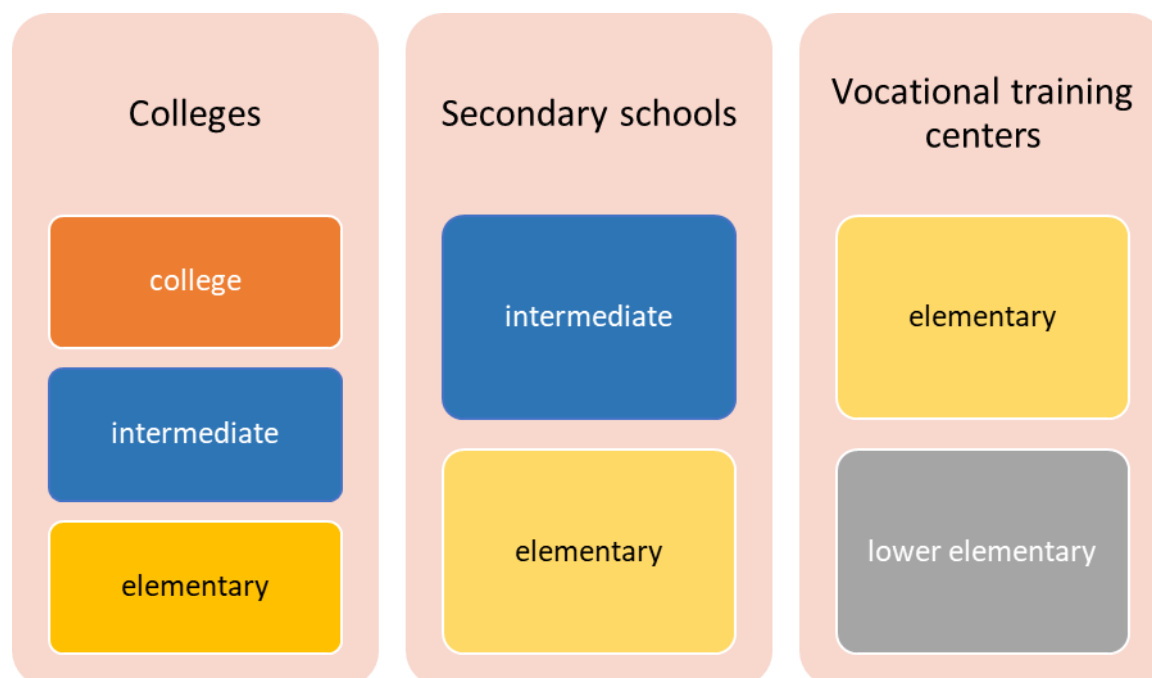 Colleges
college
intermediate
elementary
Secondary schools
intermediate
elementary
Vocational training
centers
elementary
lower elementary